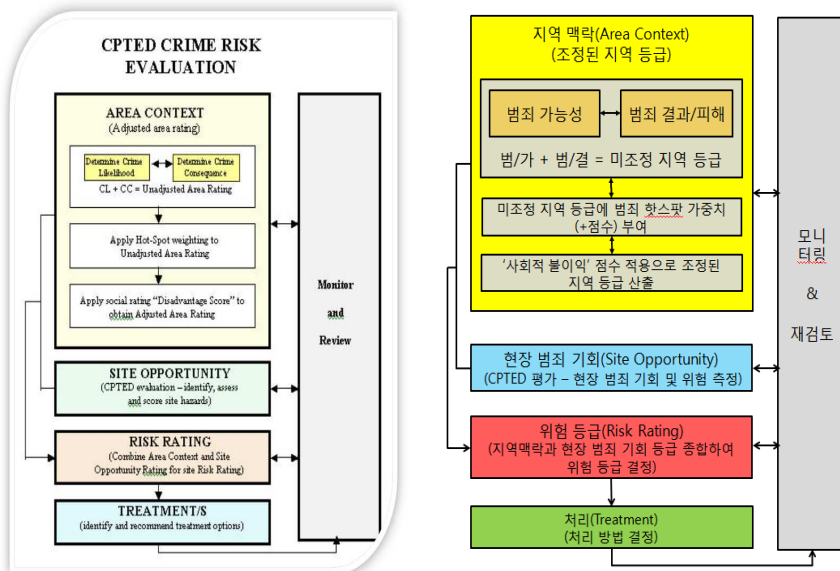 CPTED CRIME RISK
EVALUATION
AREA CONTEXT
(Adjusted area rating)
Determine Crime
Likelihood
Determine Crime
Consequence
CL + CC = Unadjusted Area Rating
Apply Hot-Spot weighting to
Unadjusted Area Rating
Apply social rating “Disadvantage Score” to
obtain Adjusted Area Rating
SITE OPPORTUNITY
(CPTED evaluation – identify, assess
and score site hazards)
RISK RATING
(Combine Area Context and Site
Opportunity Rating for site Risk Rating)
TREATMENT/S
(identify and recommend treatment options)
Monitor
and
Review
지역 맥락(Area Context)
(조정된 지역 등급)
범죄 가능성
범죄 결과/피해
범/가 + 범/결 = 미조정 지역 등급
미조정 지역 등급에 범죄 핫스팟 가중치
(+점수) 부여
‘사회적 불이익’ 점수 적용으로 조정된
지역 등급 산출
현장 범죄 기회(Site Opportunity)
(CPTED 평가 – 현장 범죄 기회 및 위험 측정)
위험 등급(Risk Rating)
(지역맥락과 현장 범죄 기회 등급 종합하여
위험 등급 결정)
처리(Treatment)
(처리 방법 결정)
모니
터링
&
재검토